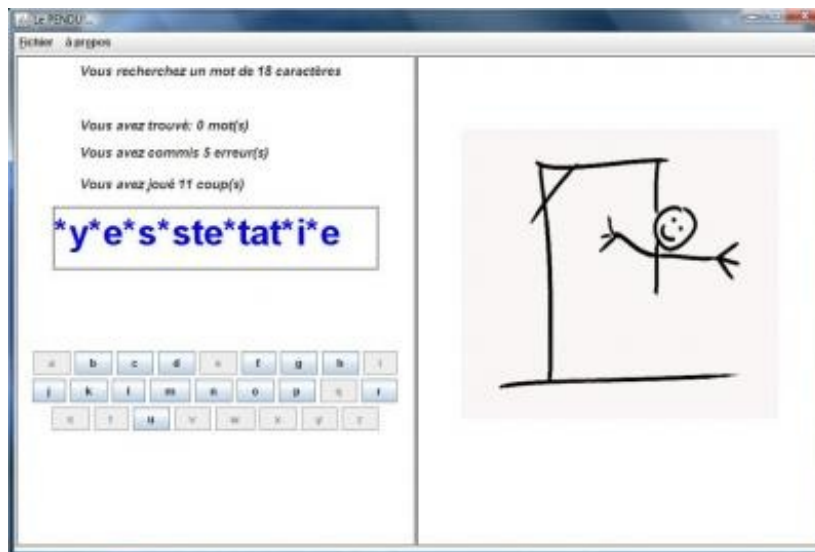 Le PENDU...
Fichier à propos
Vous recherchez un mot de 18 caractères
Vous avez trouvé: 0 mot(s)
Vous avez commis 5 erreur(s)
Vous avez joué 11 coup(s)
*y*e*s*ste*tat*i*e
a b c d e f g h i
j k l m n o p q r
s t u v w x y z